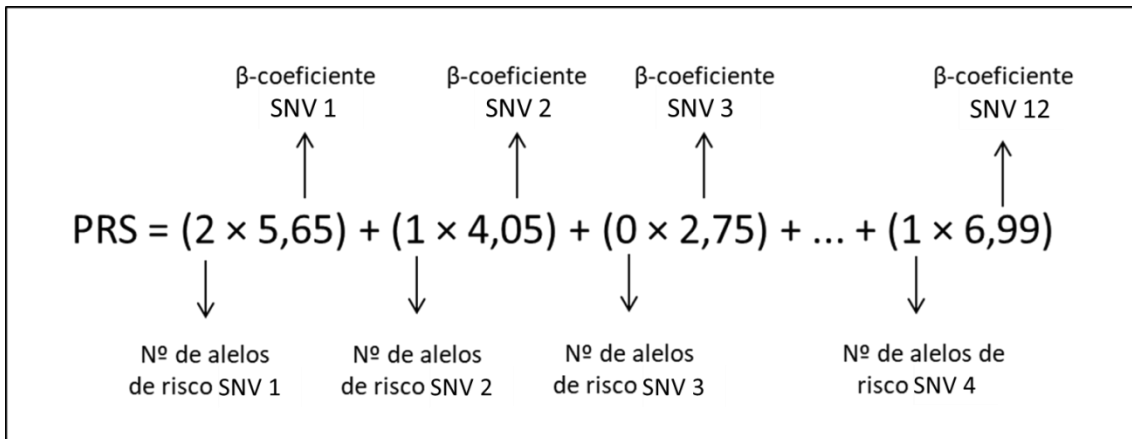 β-coeficiente
SNV 1
β-coeficiente
SNV 2
β-coeficiente
SNV 3
β-coeficiente
SNV 12
PRS = (2 × 5,65) + (1 × 4,05) + (0 × 2,75) + ... + (1 × 6,99)
Nº de alelos
de risco SNV 1
Nº de alelos
de risco SNV 2
Nº de alelos
de risco SNV 3
Nº de alelos de
risco SNV 4